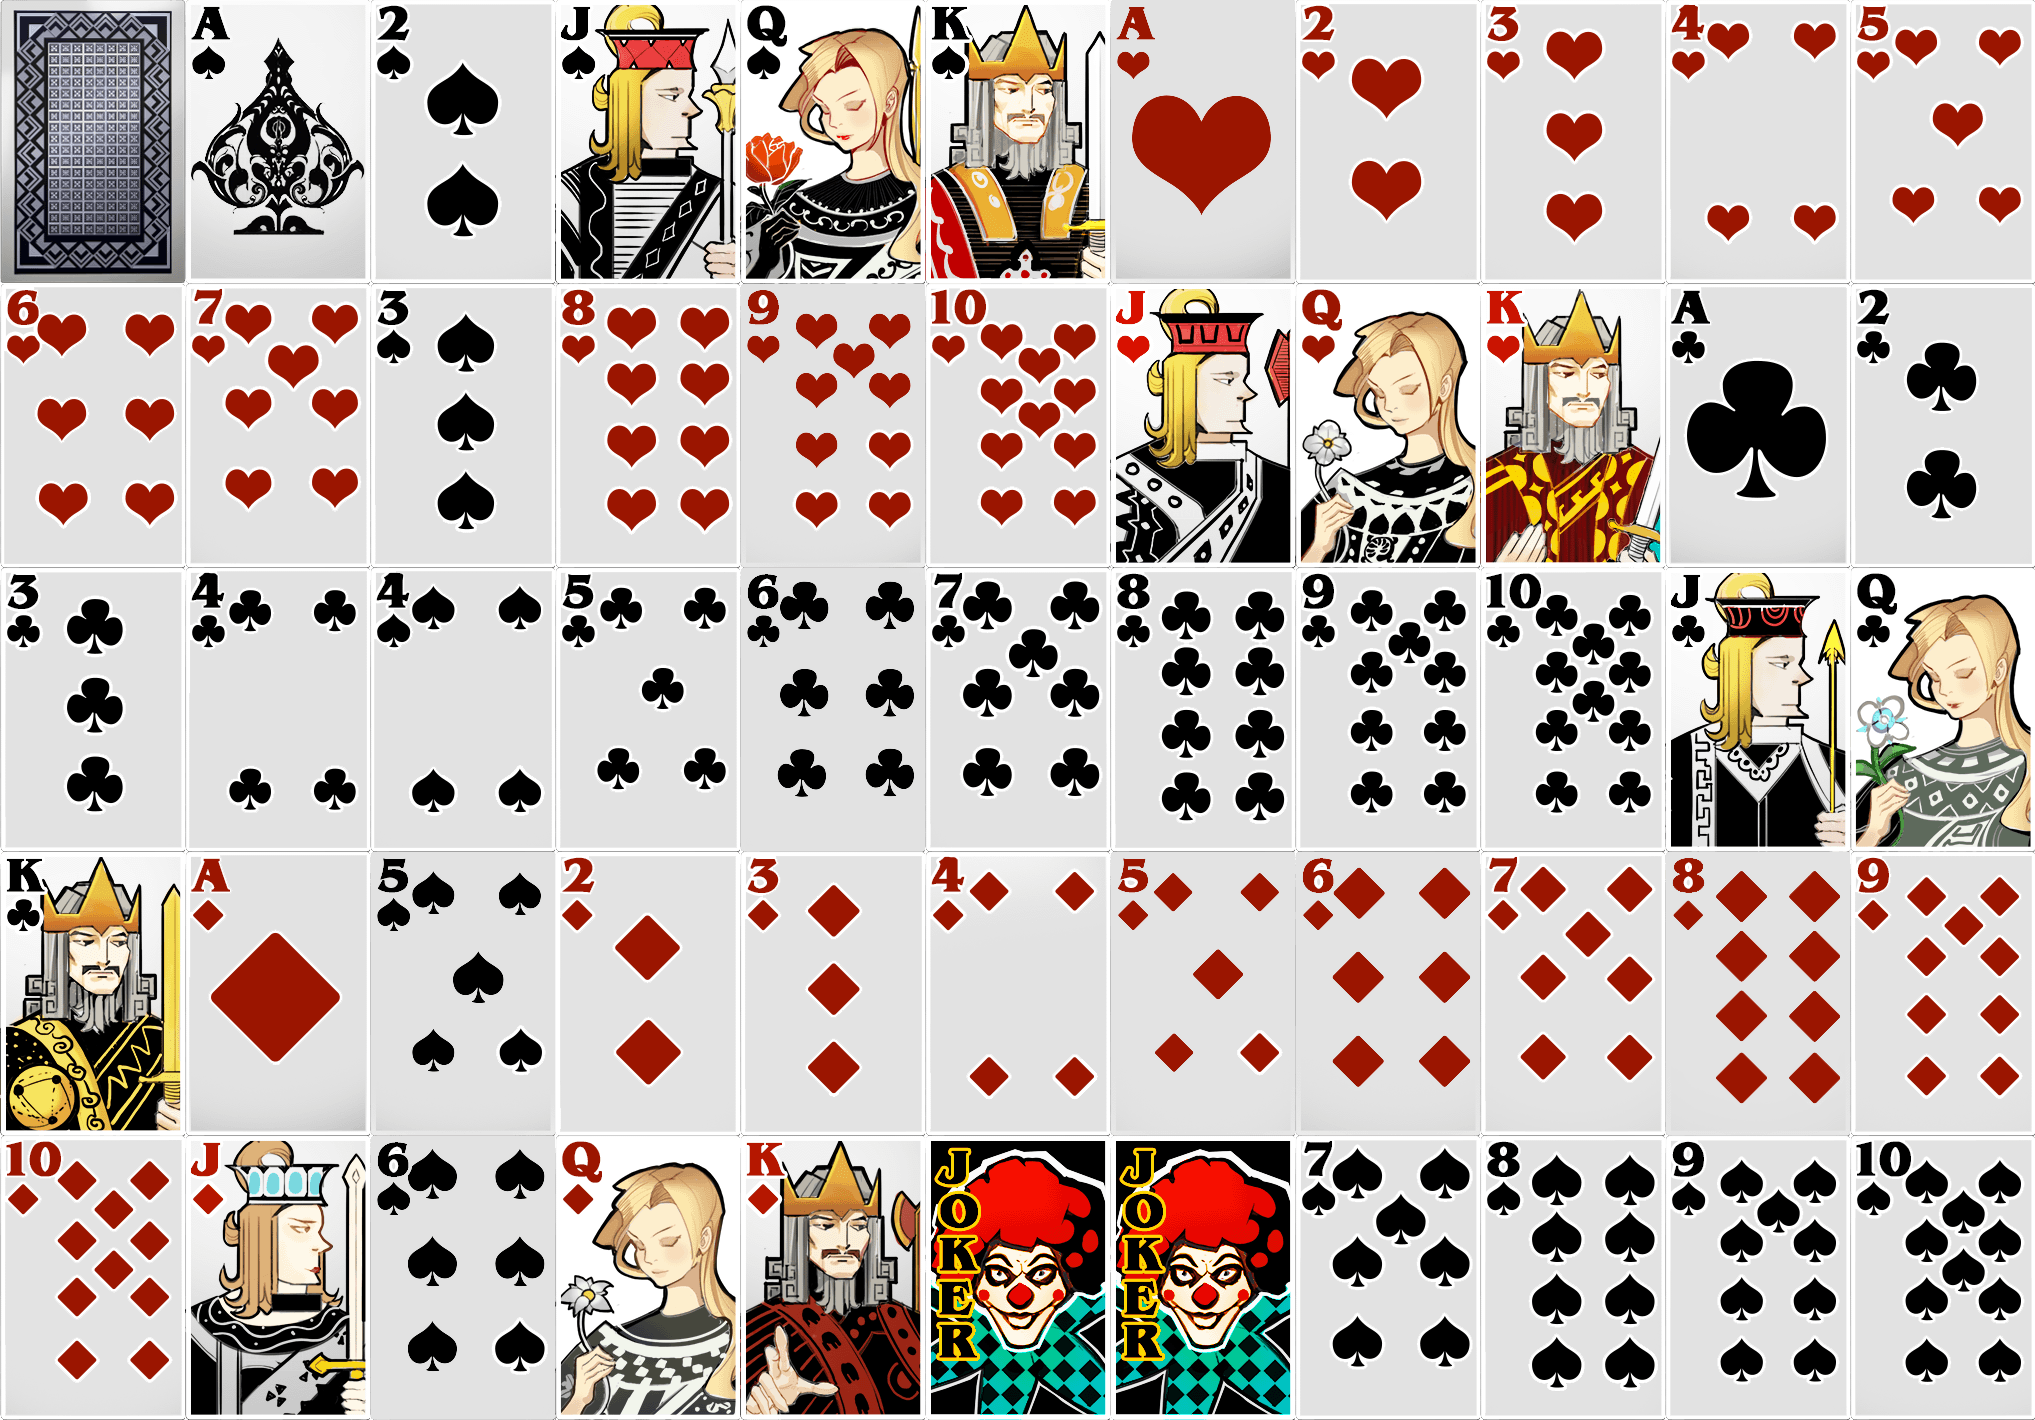 A 2 J Q K A 2 3 4 5
6 7 3 8 9 10 J Q K A 2
3 4 4 5 6 7 8 9 10 J Q
K A 5 2 3 4 5 6 7 8 9
10 J 6 Q K JOKER JOKER 7 8 9 10